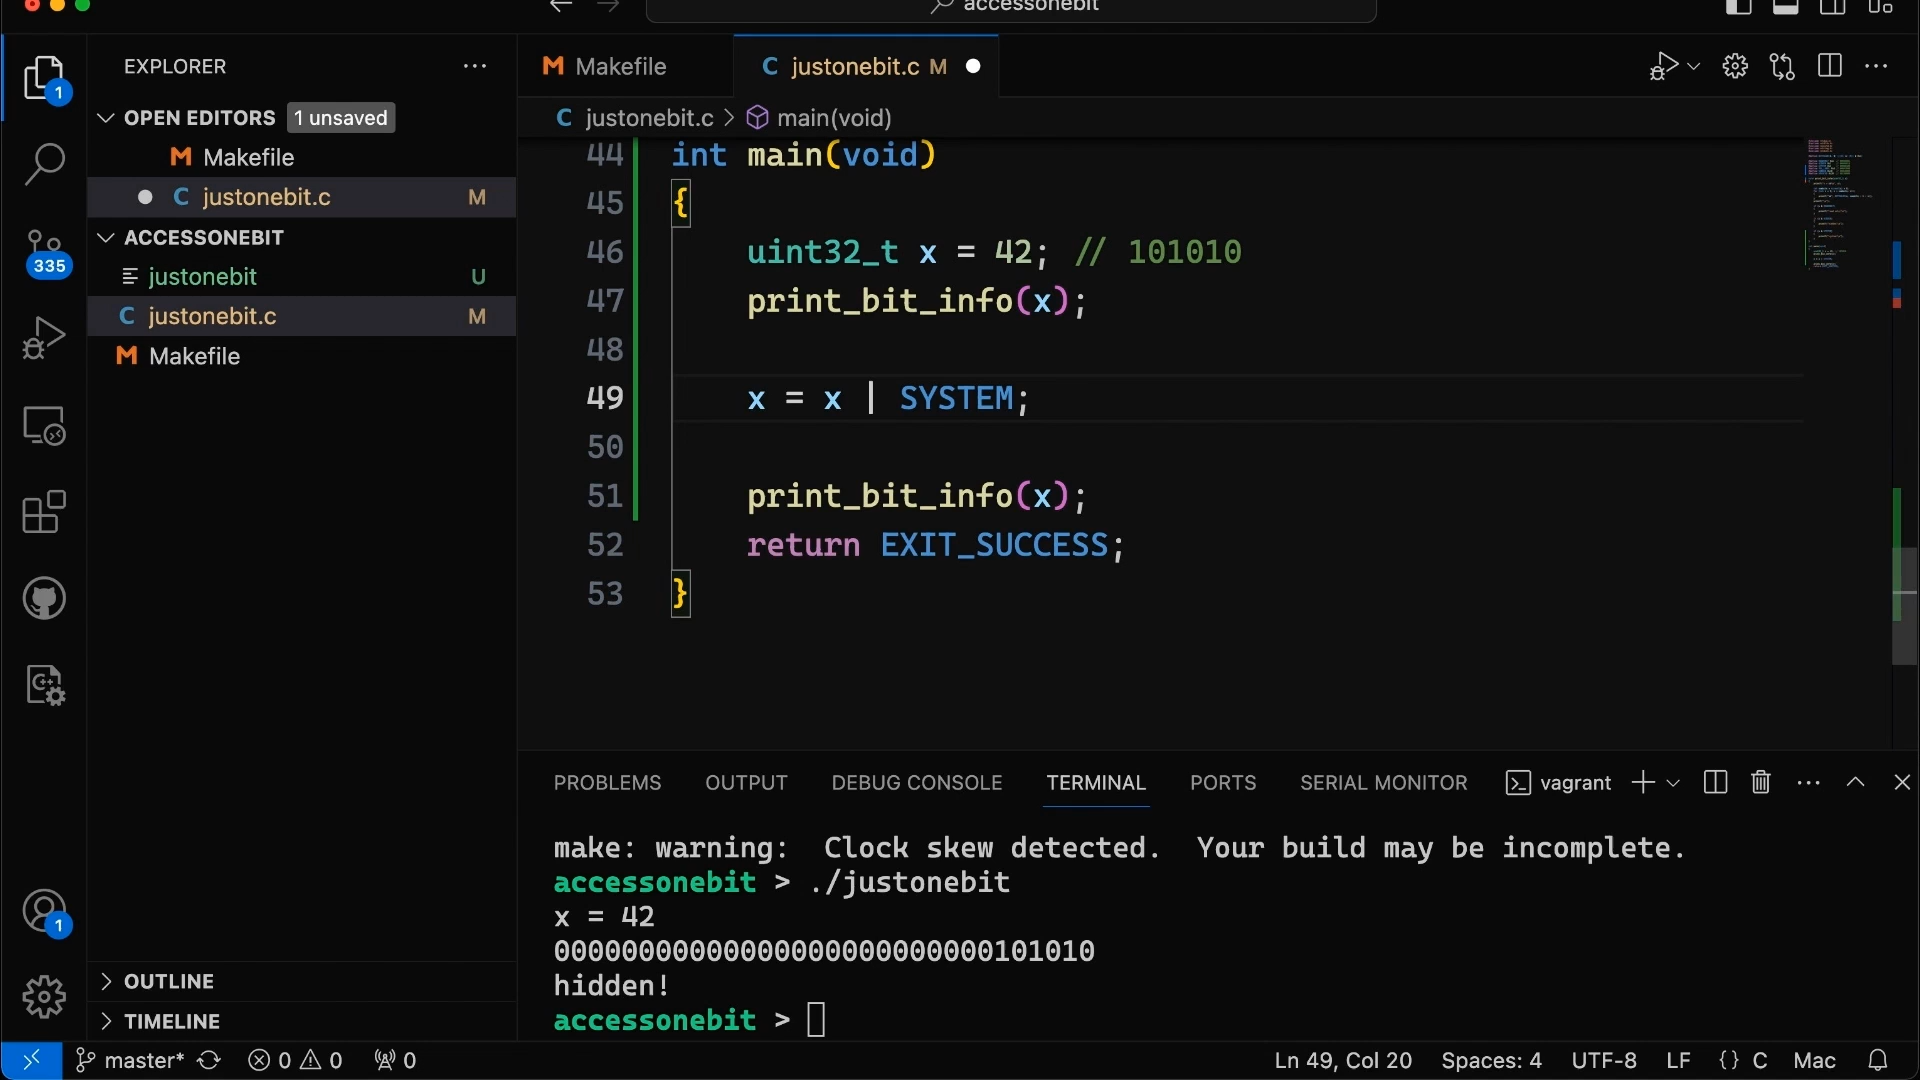 accessonebit
EXPLORER
OPEN EDITORS 1 unsaved
Makefile
justonebit.c M
ACCESSONEBIT
justonebit U
justonebit.c M
Makefile
OUTLINE
TIMELINE
1
335
1
Makefile
justonebit.c M
justonebit.c > main(void)
44 int main(void)
45 {
46 uint32_t x = 42; // 101010
47 print_bit_info(x);
48
49 x = x | SYSTEM;
50
51 print_bit_info(x);
52 return EXIT_SUCCESS;
53 }
PROBLEMS OUTPUT DEBUG CONSOLE TERMINAL PORTS SERIAL MONITOR vagrant
make: warning:  Clock skew detected.  Your build may be incomplete.
accessonebit > ./justonebit
x = 42
00000000000000000000000000101010
hidden!
accessonebit >
master* 0 0 0 Ln 49, Col 20 Spaces: 4 UTF-8 LF {} C Mac